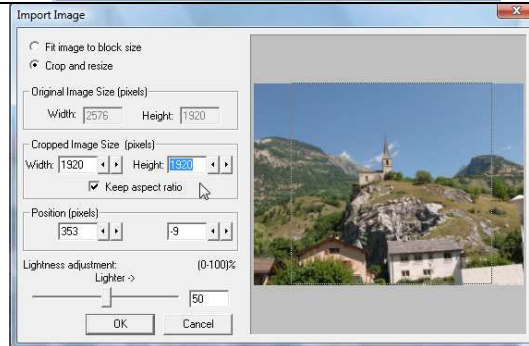 Import Image
Fit image to block size
Crop and resize
Original Image Size (pixels)
Width: 2576 Height: 1920
Cropped Image Size (pixels)
Width: 1920 Height: 1920
Keep aspect ratio
Position (pixels)
353 -9
Lightness adjustment: (0-100)%
Lighter ->
50
OK Cancel